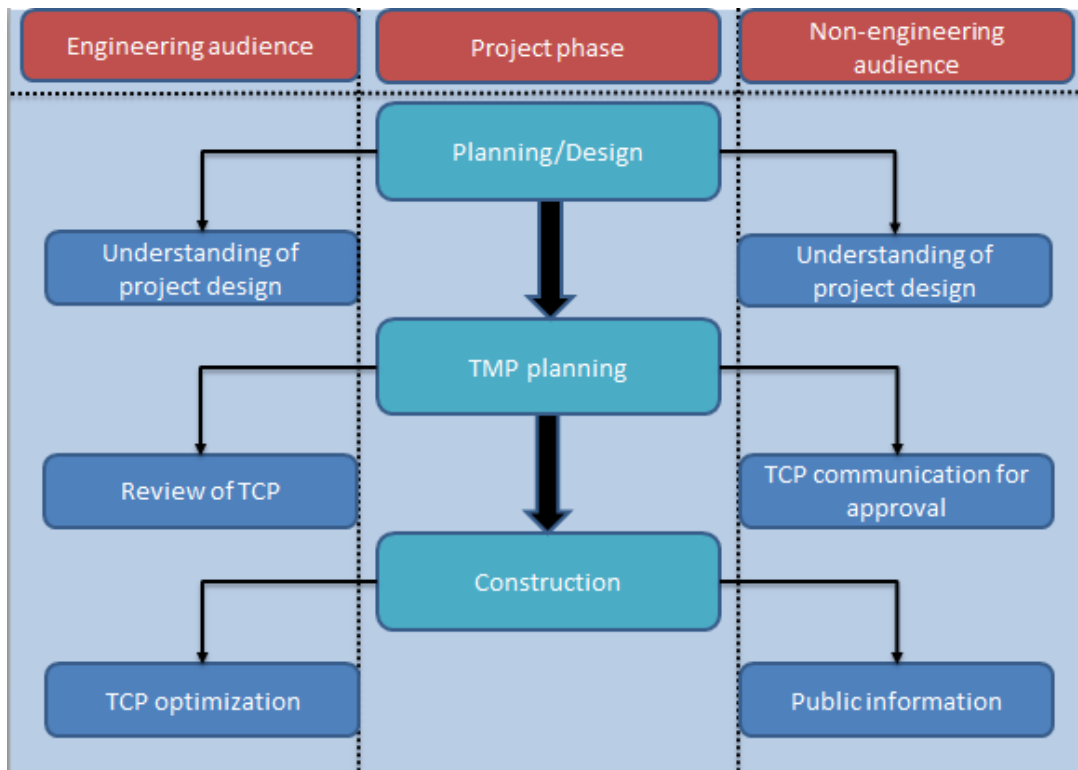 Engineering audience
Project phase
Non-engineering
audience
Planning/Design
Understanding of
project design
Understanding of
project design
TMP planning
Review of TCP
TCP communication for
approval
Construction
TCP optimization
Public information